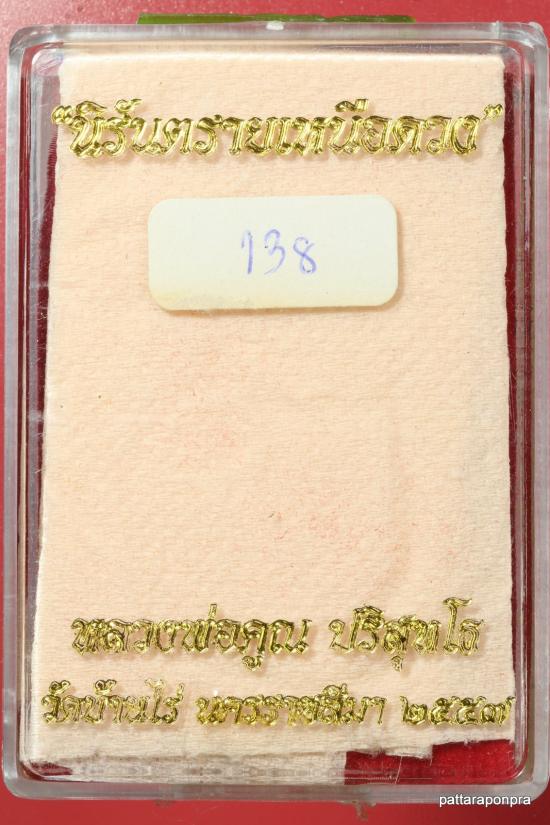 "นิรันตรายเหนือดวง"
138
หลวงพ่อคูณ ปริสุทโธ
วัดบ้านไร่ นครราชสีมา ๒๕๕๗
pattaraponpra